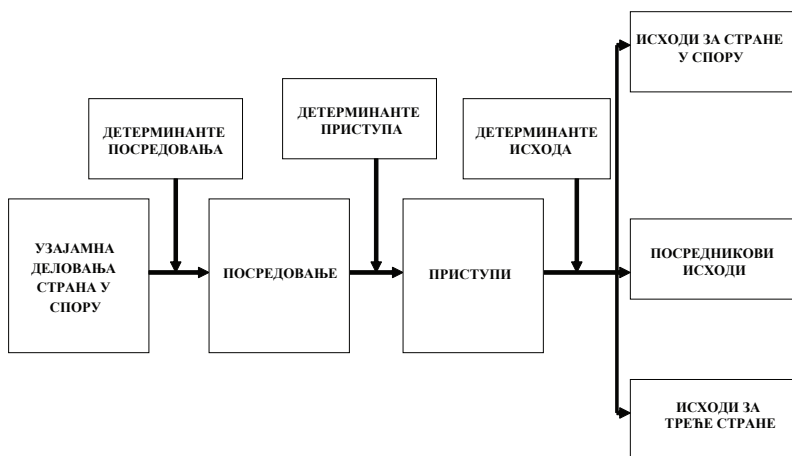 ИСХОДИ ЗА СТРАНЕ
У СПОРУ
ДЕТЕРМИНАНТЕ
ПОСРЕДОВАЊА
ДЕТЕРМИНАНТЕ
ПРИСТУПА
ДЕТЕРМИНАНТЕ
ИСХОДА
УЗАЈАМНА
ДЕЛОВАЊА
СТРАНА У
СПОРУ
ПОСРЕДОВАЊЕ
ПРИСТУПИ
ПОСРЕДНИКОВИ
ИСХОДИ
ИСХОДИ ЗА
ТРЕЋЕ СТРАНЕ